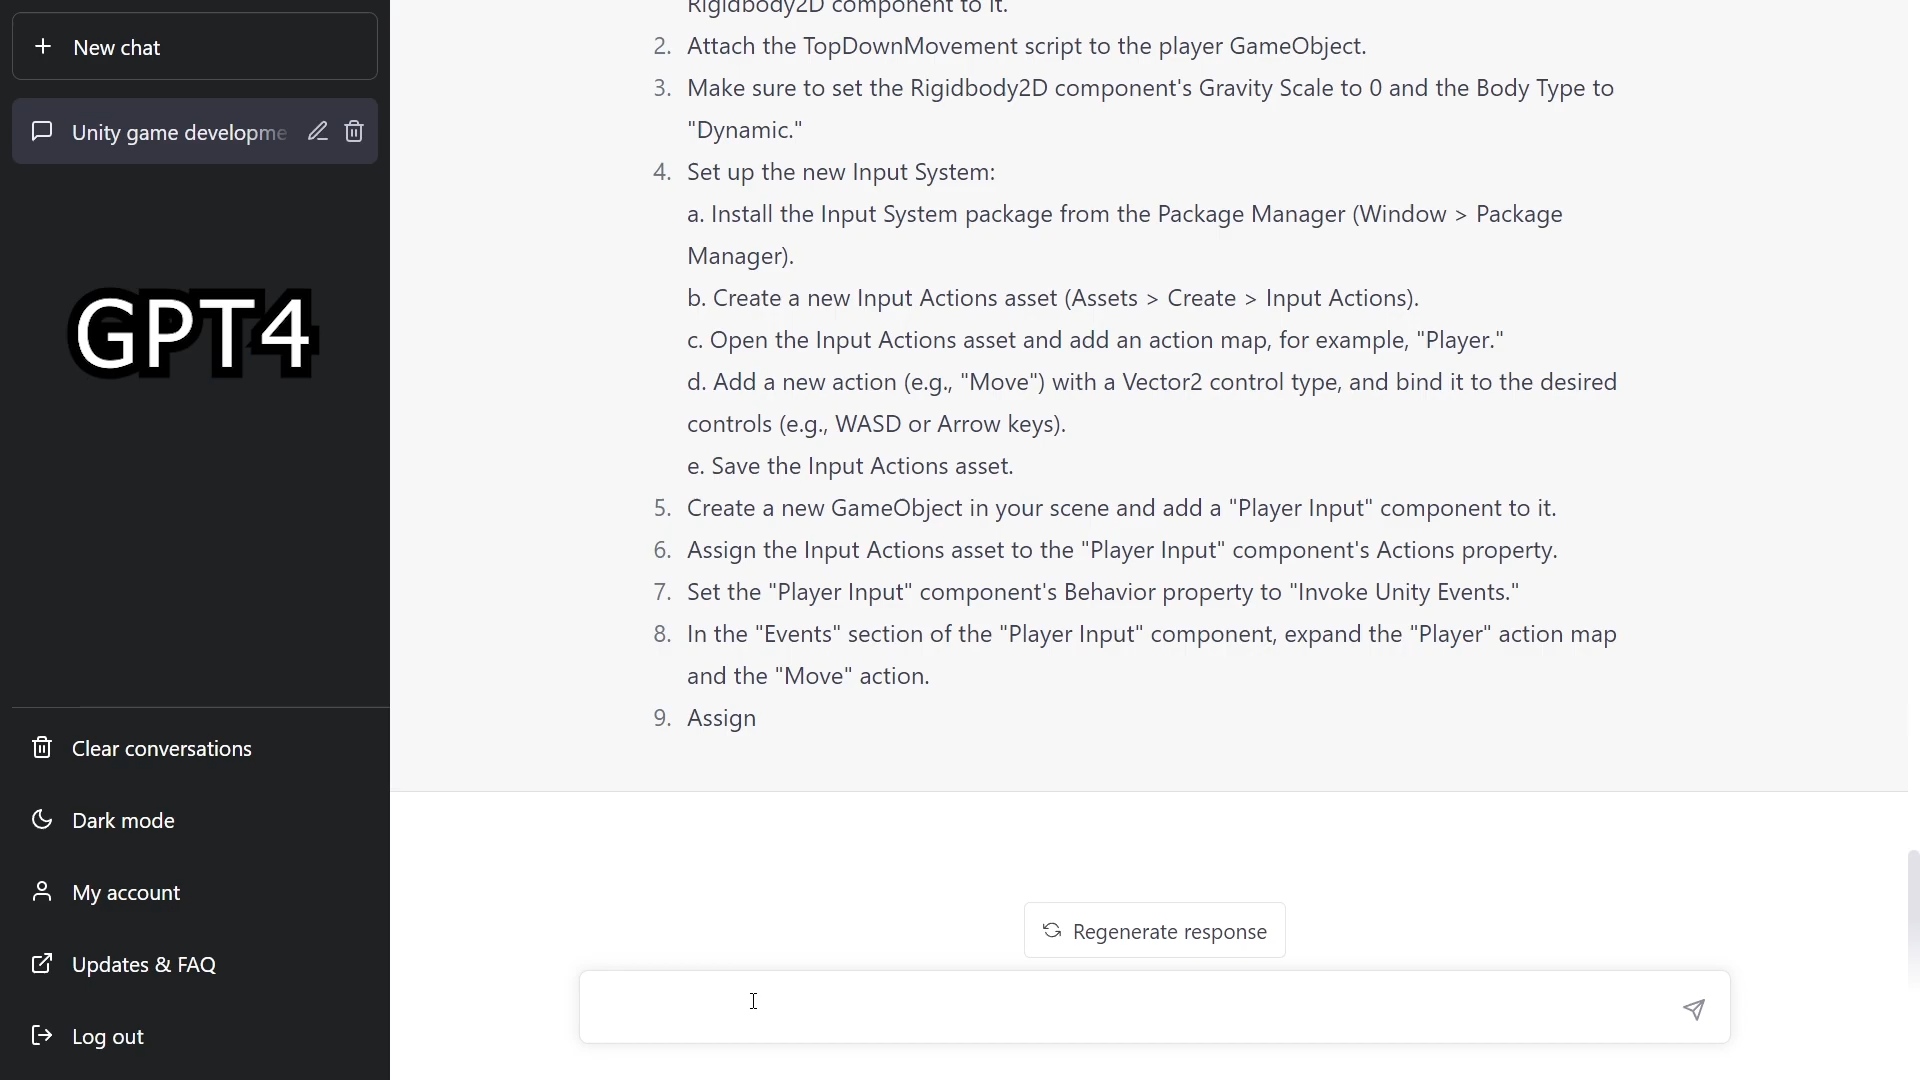 New chat
Unity game developme
GPT4
Clear conversations
Dark mode
My account
Updates & FAQ
Log out
Rigidbody2D component to it.
2. Attach the TopDownMovement script to the player GameObject.
3. Make sure to set the Rigidbody2D component's Gravity Scale to 0 and the Body Type to
"Dynamic."
4. Set up the new Input System:
a. Install the Input System package from the Package Manager (Window > Package
Manager).
b. Create a new Input Actions asset (Assets > Create > Input Actions).
c. Open the Input Actions asset and add an action map, for example, "Player."
d. Add a new action (e.g., "Move") with a Vector2 control type, and bind it to the desired
controls (e.g., WASD or Arrow keys).
e. Save the Input Actions asset.
5. Create a new GameObject in your scene and add a "Player Input" component to it.
6. Assign the Input Actions asset to the "Player Input" component's Actions property.
7. Set the "Player Input" component's Behavior property to "Invoke Unity Events."
8. In the "Events" section of the "Player Input" component, expand the "Player" action map
and the "Move" action.
9. Assign
Regenerate response